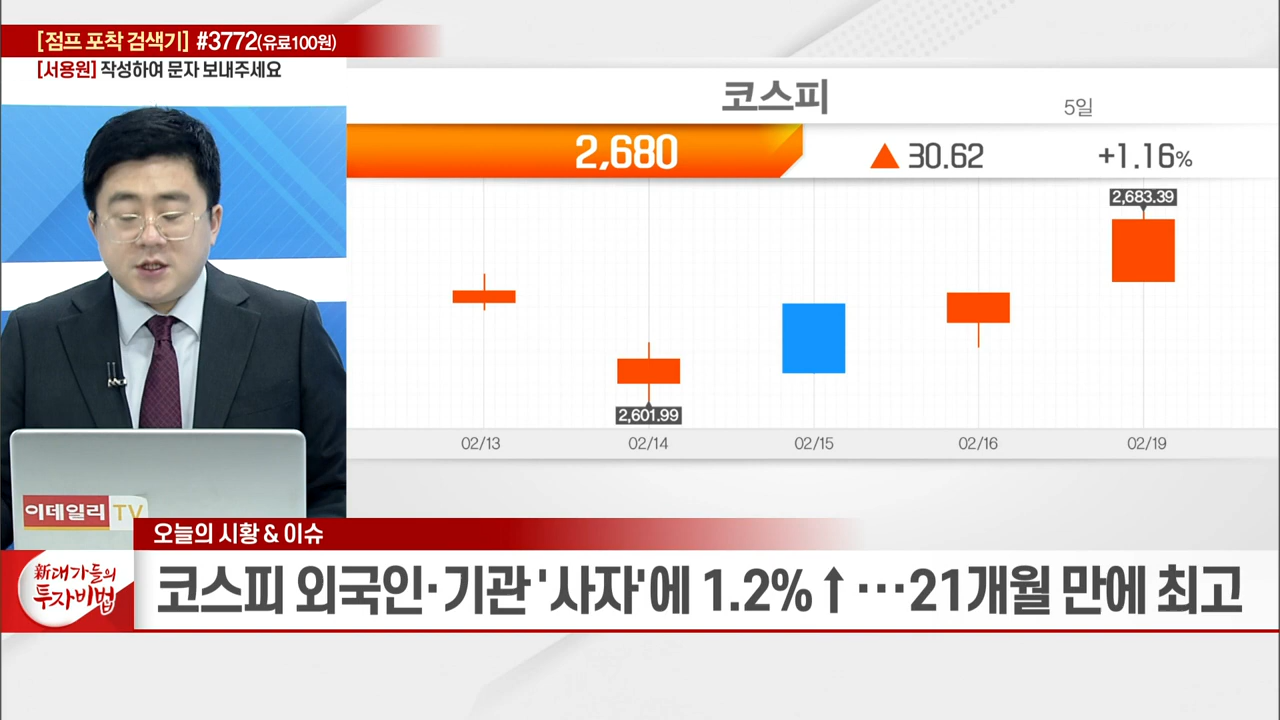 [점프 포착 검색기] #3772(유료100원)
[서용원] 작성하여 문자 보내주세요
코스피
5일
2,680 ▲ 30.62 +1.16%
2,683.39
2,601.99
02/13 02/14 02/15 02/16 02/19
이데일리 TV
오늘의 시황 & 이슈
新대가들의
투자비법
코스피 외국인·기관 '사자'에 1.2%↑…21개월 만에 최고